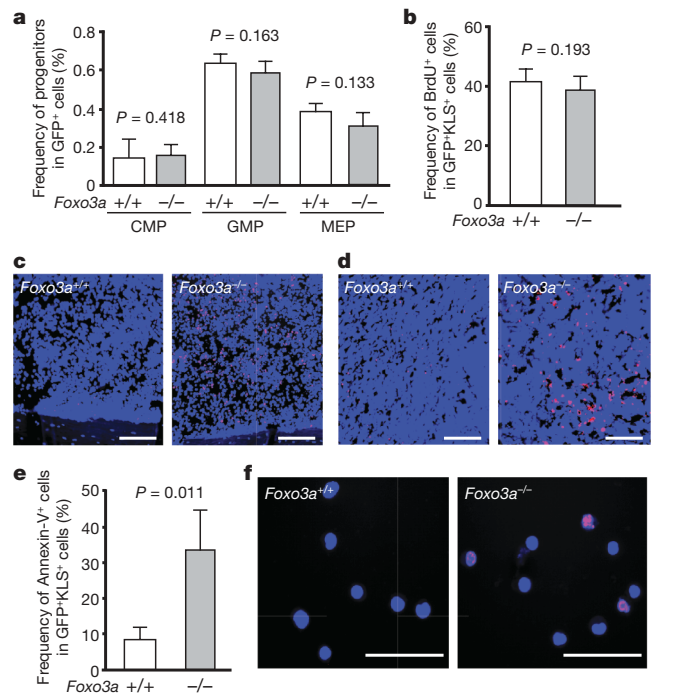 a
Frequency of progenitors
in GFP⁺ cells (%)
0.8
0.6
0.4
0.2
0
P = 0.418
P = 0.163
P = 0.133
Foxo3a +/+ −/− +/+ −/− +/+ −/−
CMP GMP MEP
b
Frequency of BrdU⁺ cells
in GFP⁺KLS⁺ cells (%)
60
40
20
0
P = 0.193
Foxo3a +/+ −/−
c
Foxo3a⁺/⁺
Foxo3a⁻/⁻
d
Foxo3a⁺/⁺
Foxo3a⁻/⁻
e
Frequency of Annexin-V⁺ cells
in GFP⁺KLS⁺ cells (%)
50
40
30
20
10
0
P = 0.011
Foxo3a +/+ −/−
f
Foxo3a⁺/⁺
Foxo3a⁻/⁻